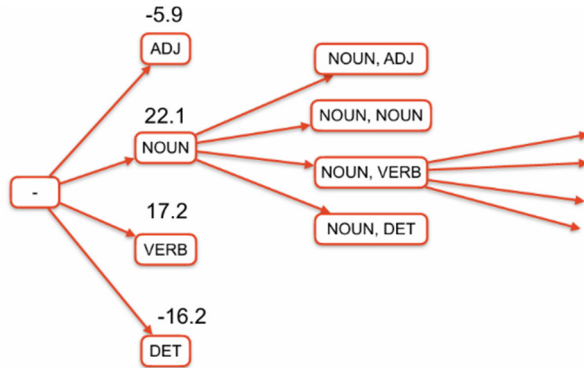 -5.9
ADJ
NOUN, ADJ
22.1
NOUN, NOUN
NOUN
NOUN, VERB
-
17.2
NOUN, DET
VERB
-16.2
DET